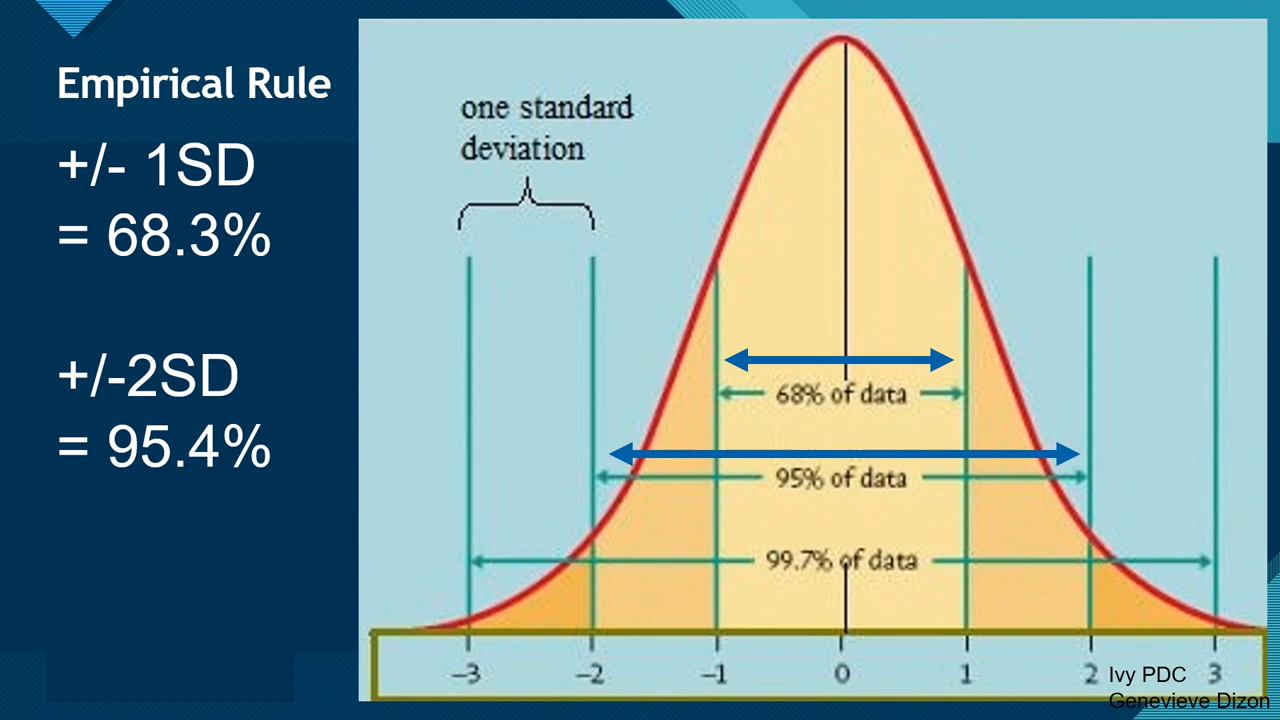 Empirical Rule
+/- 1SD
= 68.3%
+/-2SD
= 95.4%
one standard
deviation
68% of data
95% of data
99.7% of data
–3 –2 –1 0 1 2 3
Ivy PDC
Genevieve Dizon